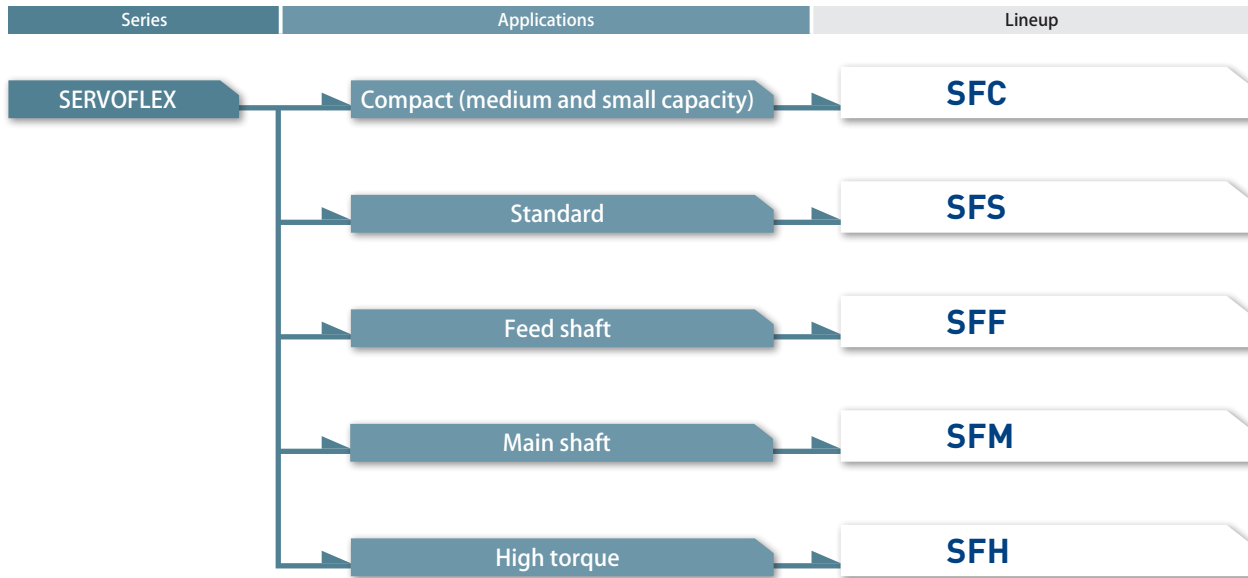 Series
Applications
Lineup
SERVOFLEX
Compact (medium and small capacity)
SFC
Standard
SFS
Feed shaft
SFF
Main shaft
SFM
High torque
SFH